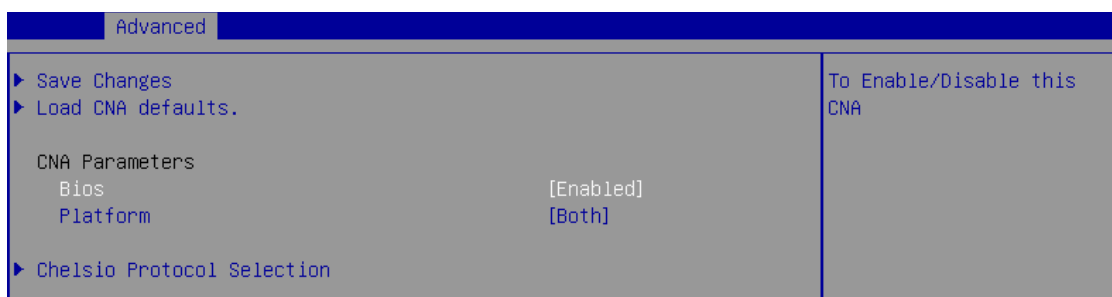 Advanced
Save Changes
Load CNA defaults.
CNA Parameters
Bios [Enabled]
Platform [Both]
Chelsio Protocol Selection
To Enable/Disable this
CNA